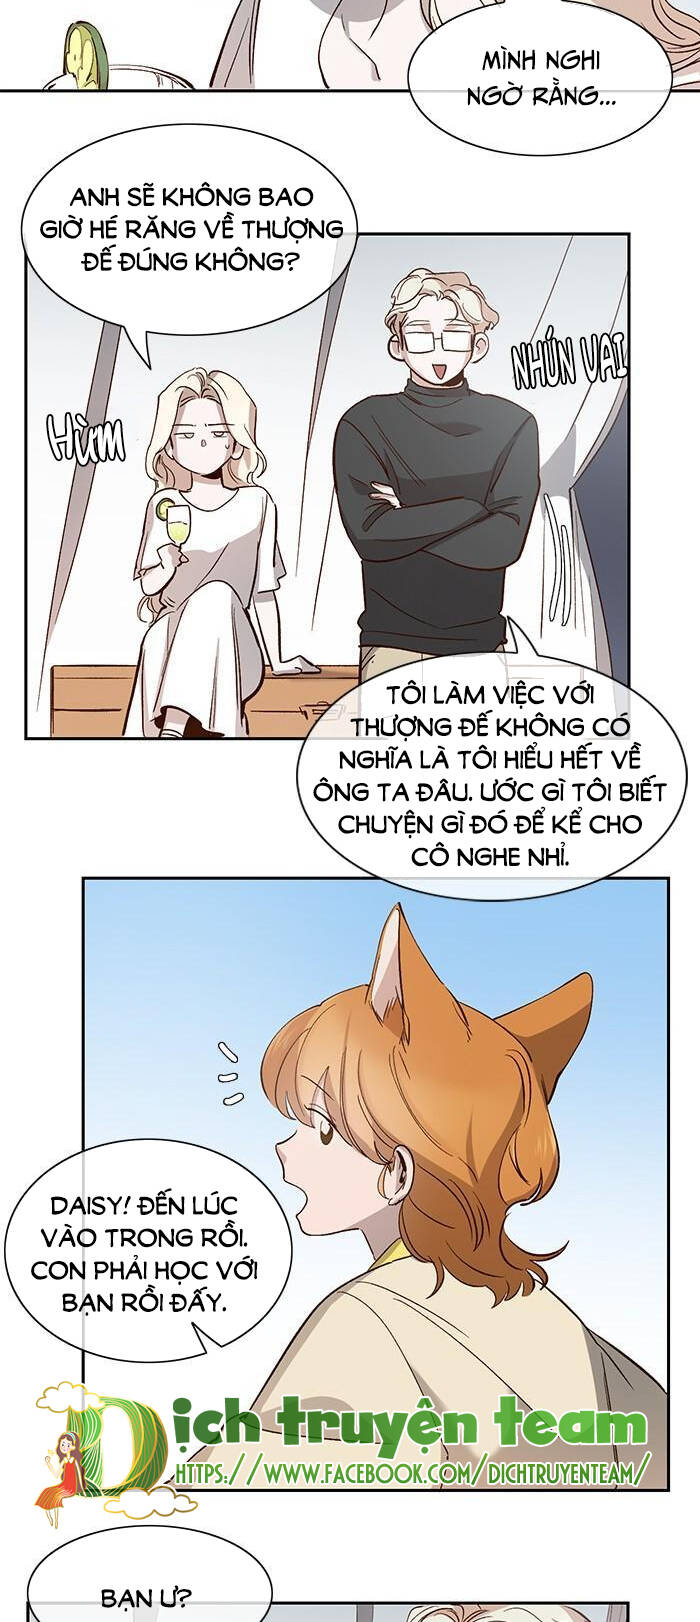 MÌNH NGHI
NGỜ RẰNG...
ANH SẼ KHÔNG BAO
GIỜ HÉ RĂNG VỀ THƯỢNG
ĐẾ ĐÚNG KHÔNG?
HỪM
NHÚN VAI
TÔI LÀM VIỆC VỚI
THƯỢNG ĐẾ KHÔNG CÓ
NGHĨA LÀ TÔI HIỂU HẾT VỀ
ÔNG TA ĐÂU. ƯỚC GÌ TÔI BIẾT
CHUYỆN GÌ ĐÓ ĐỂ KỂ CHO
CÔ NGHE NHỈ.
DAISY! ĐẾN LÚC
VÀO TRONG RỒI.
CON PHẢI HỌC VỚI
BẠN RỒI ĐẤY.
Dịch truyện team
HTTPS://WWW.FACEBOOK.COM/DICHTRUYENTEAM/
BẠN Ư?